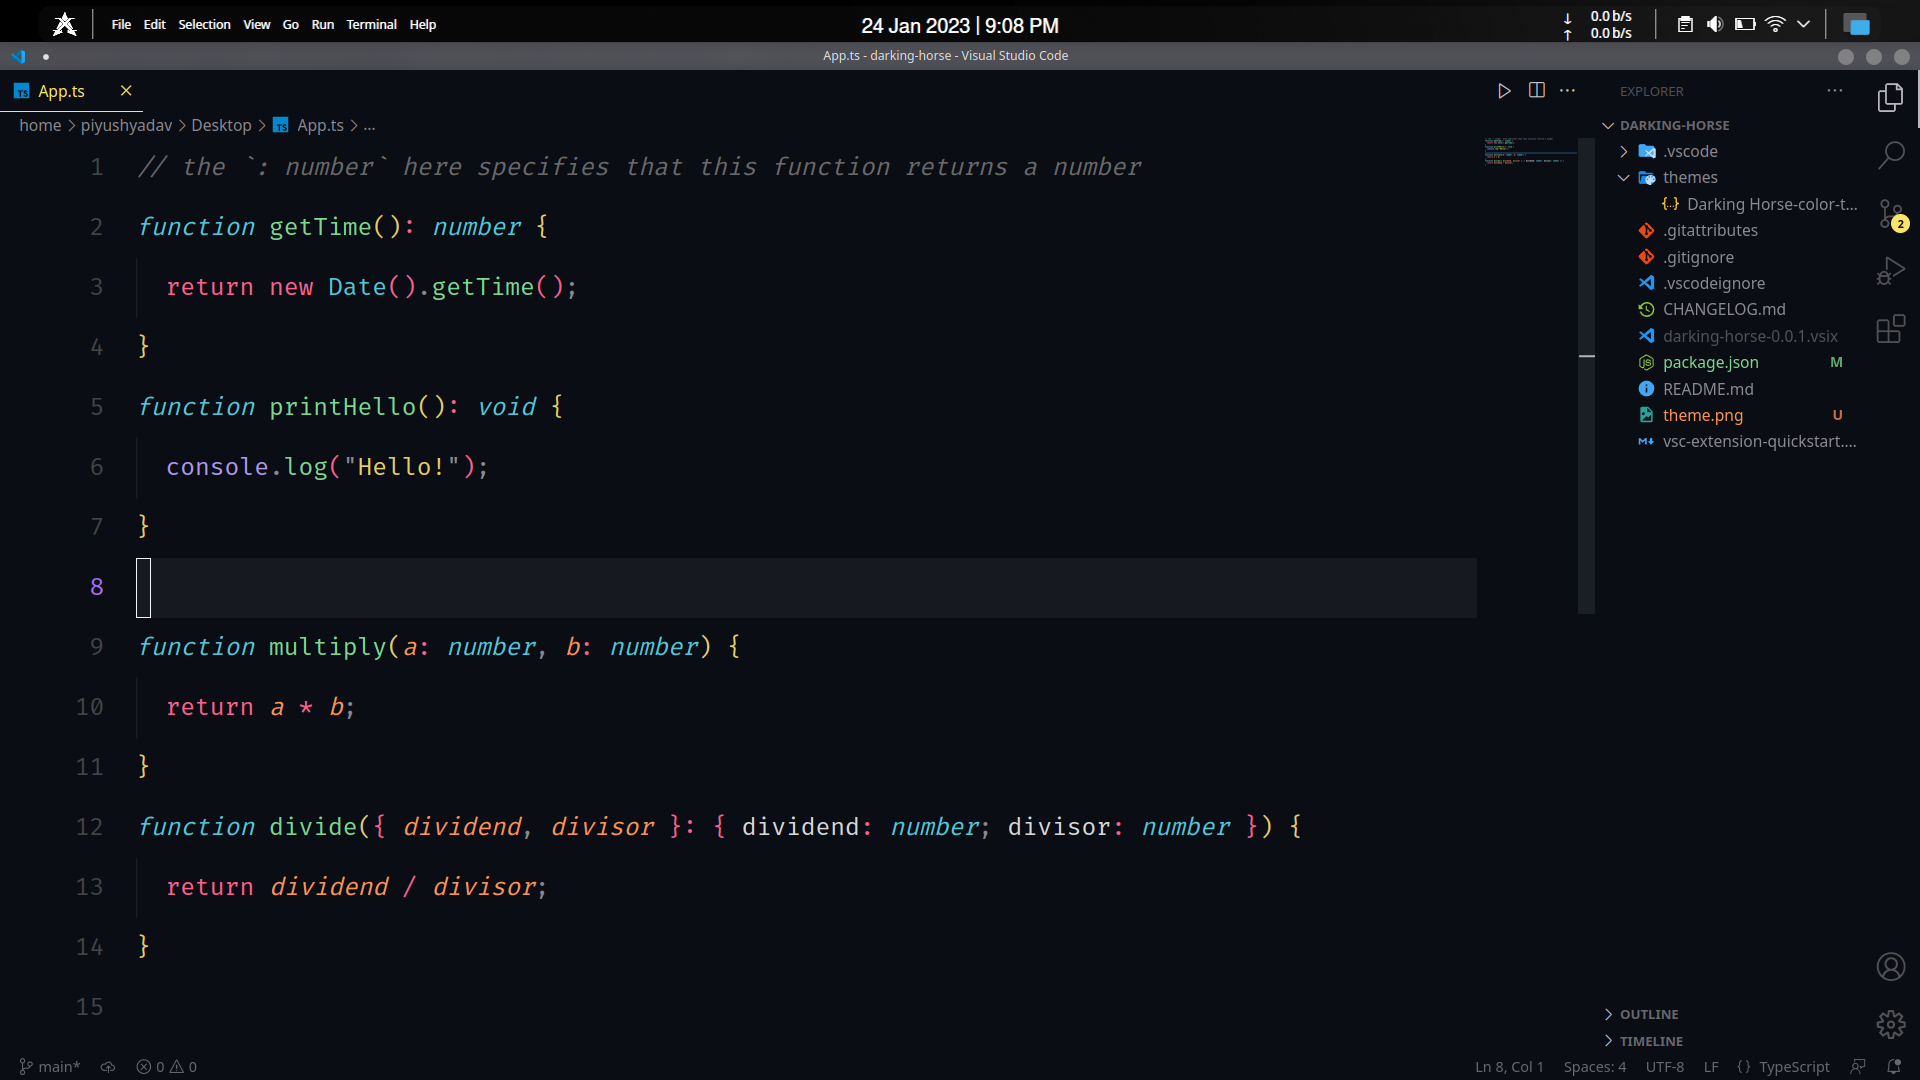 File Edit Selection View Go Run Terminal Help
24 Jan 2023 | 9:08 PM
0.0 b/s
0.0 b/s
App.ts - darking-horse - Visual Studio Code
TS App.ts
home > piyushyadav > Desktop > TS App.ts > ...
1 // the `: number` here specifies that this function returns a number
2 function getTime(): number {
3 return new Date().getTime();
4 }
5 function printHello(): void {
6 console.log("Hello!");
7 }
8
9 function multiply(a: number, b: number) {
10 return a * b;
11 }
12 function divide({ dividend, divisor }: { dividend: number; divisor: number }) {
13 return dividend / divisor;
14 }
15
EXPLORER
DARKING-HORSE
.vscode
themes
{..} Darking Horse-color-t...
.gitattributes
.gitignore
.vscodeignore
CHANGELOG.md
darking-horse-0.0.1.vsix
package.json M
README.md
theme.png U
vsc-extension-quickstart....
2
OUTLINE
TIMELINE
main* 0 0
Ln 8, Col 1 Spaces: 4 UTF-8 LF {} TypeScript